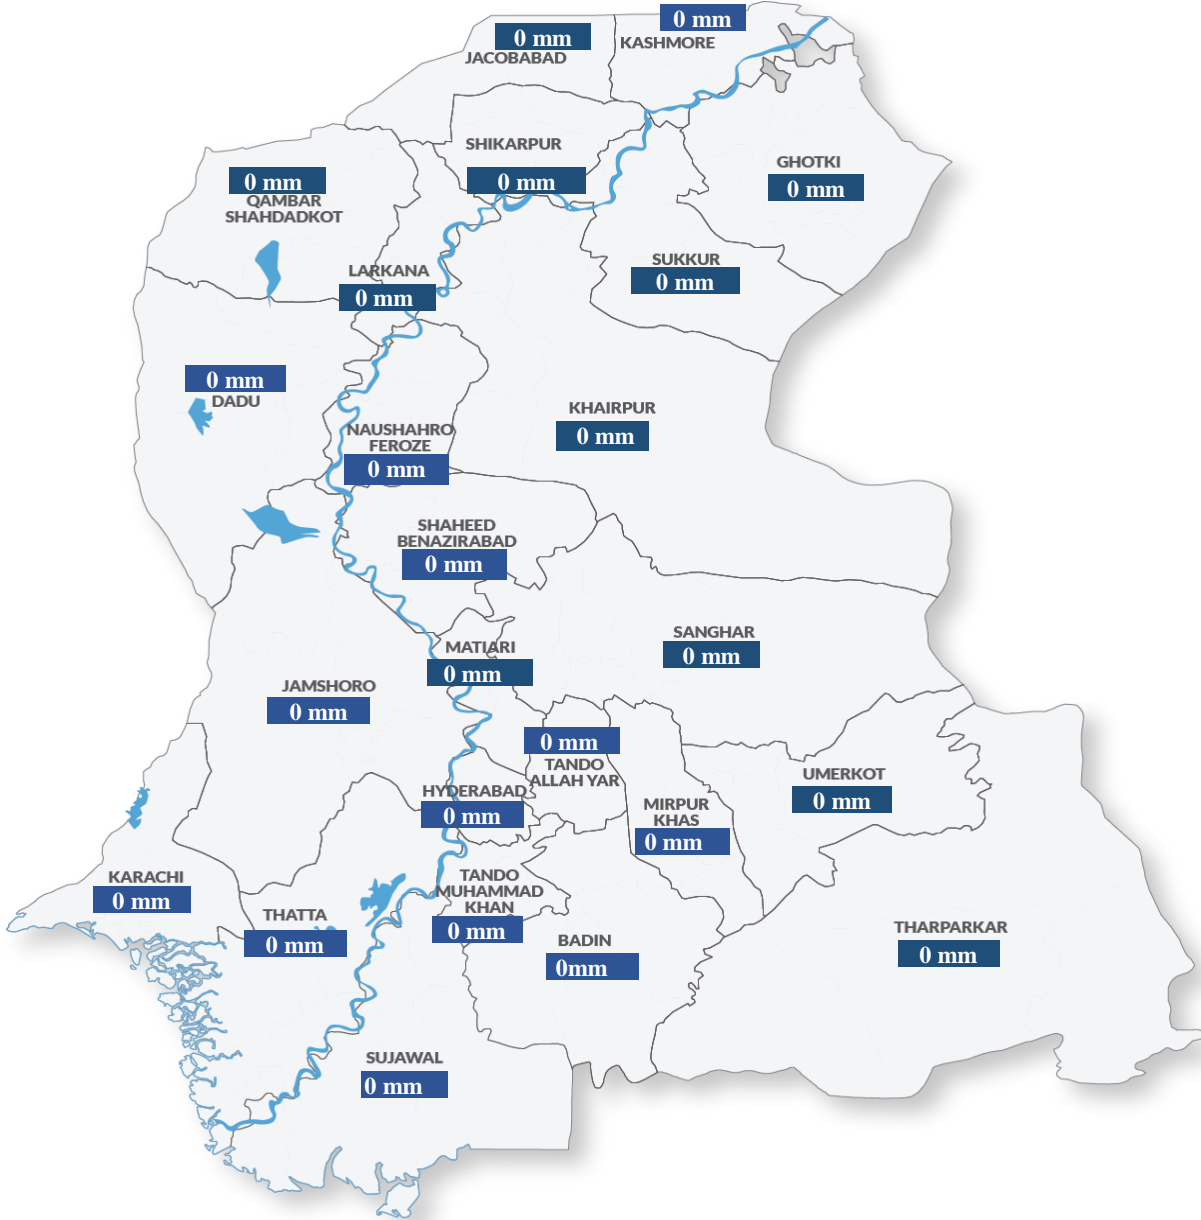 0 mm
KASHMORE
0 mm
JACOBABAD
SHIKARPUR
0 mm
GHOTKI
0 mm
0 mm
QAMBAR
SHAHDADKOT
SUKKUR
0 mm
LARKANA
0 mm
0 mm
DADU
KHAIRPUR
0 mm
NAUSHAHRO
FEROZE
0 mm
SHAHEED
BENAZIRABAD
0 mm
SANGHAR
0 mm
MATIARI
0 mm
JAMSHORO
0 mm
0 mm
TANDO
ALLAH YAR
UMERKOT
0 mm
HYDERABAD
0 mm
MIRPUR
KHAS
0 mm
KARACHI
0 mm
TANDO
MUHAMMAD
KHAN
0 mm
THATTA
0 mm
BADIN
0mm
THARPARKAR
0 mm
SUJAWAL
0 mm